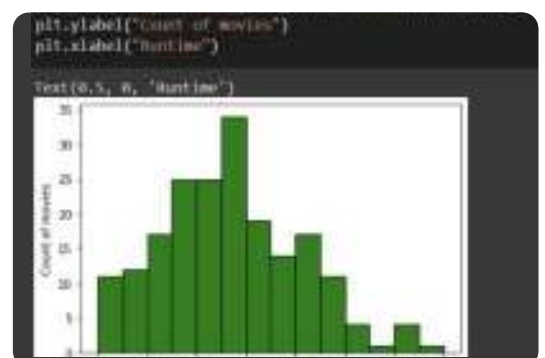 plt.ylabel("Count of movies")
plt.xlabel("Runtime")
Text(0.5, 0, 'Runtime')
35
30
25
20
15
10
5
0
Count of movies